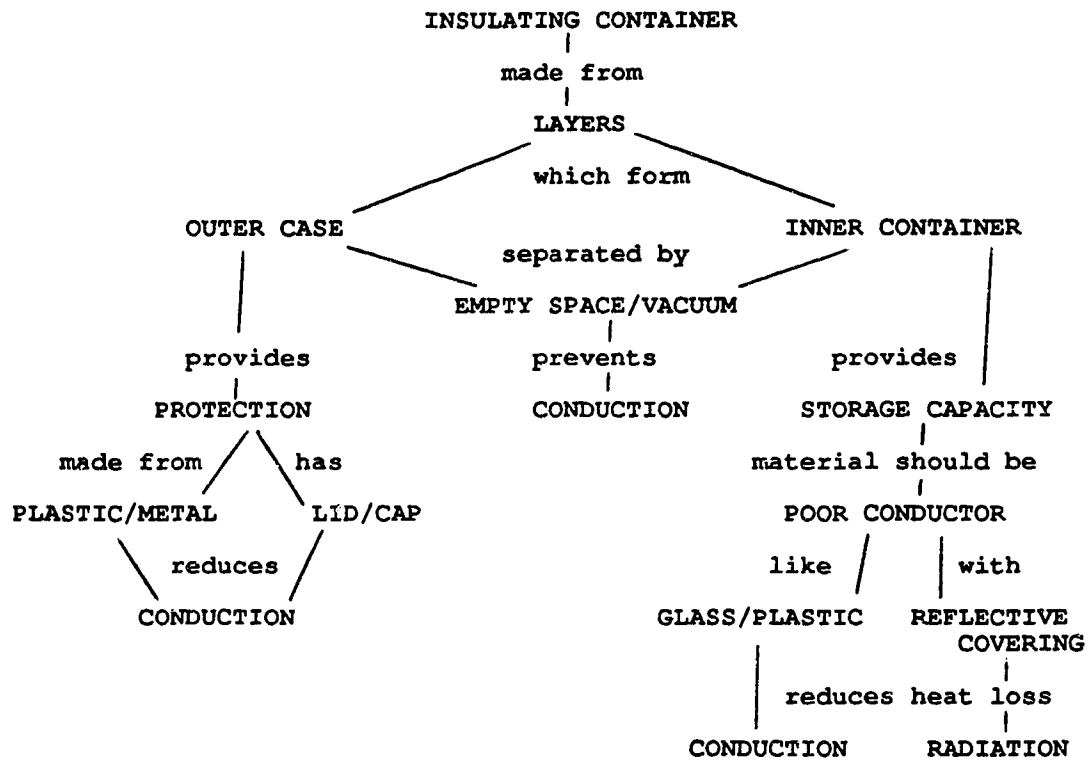 INSULATING CONTAINER
made from
LAYERS
which form
OUTER CASE INNER CONTAINER
separated by
EMPTY SPACE/VACUUM
provides prevents provides
PROTECTION CONDUCTION STORAGE CAPACITY
made from has material should be
PLASTIC/METAL LID/CAP POOR CONDUCTOR
reduces like with
CONDUCTION GLASS/PLASTIC REFLECTIVE
COVERING
reduces heat loss
CONDUCTION RADIATION